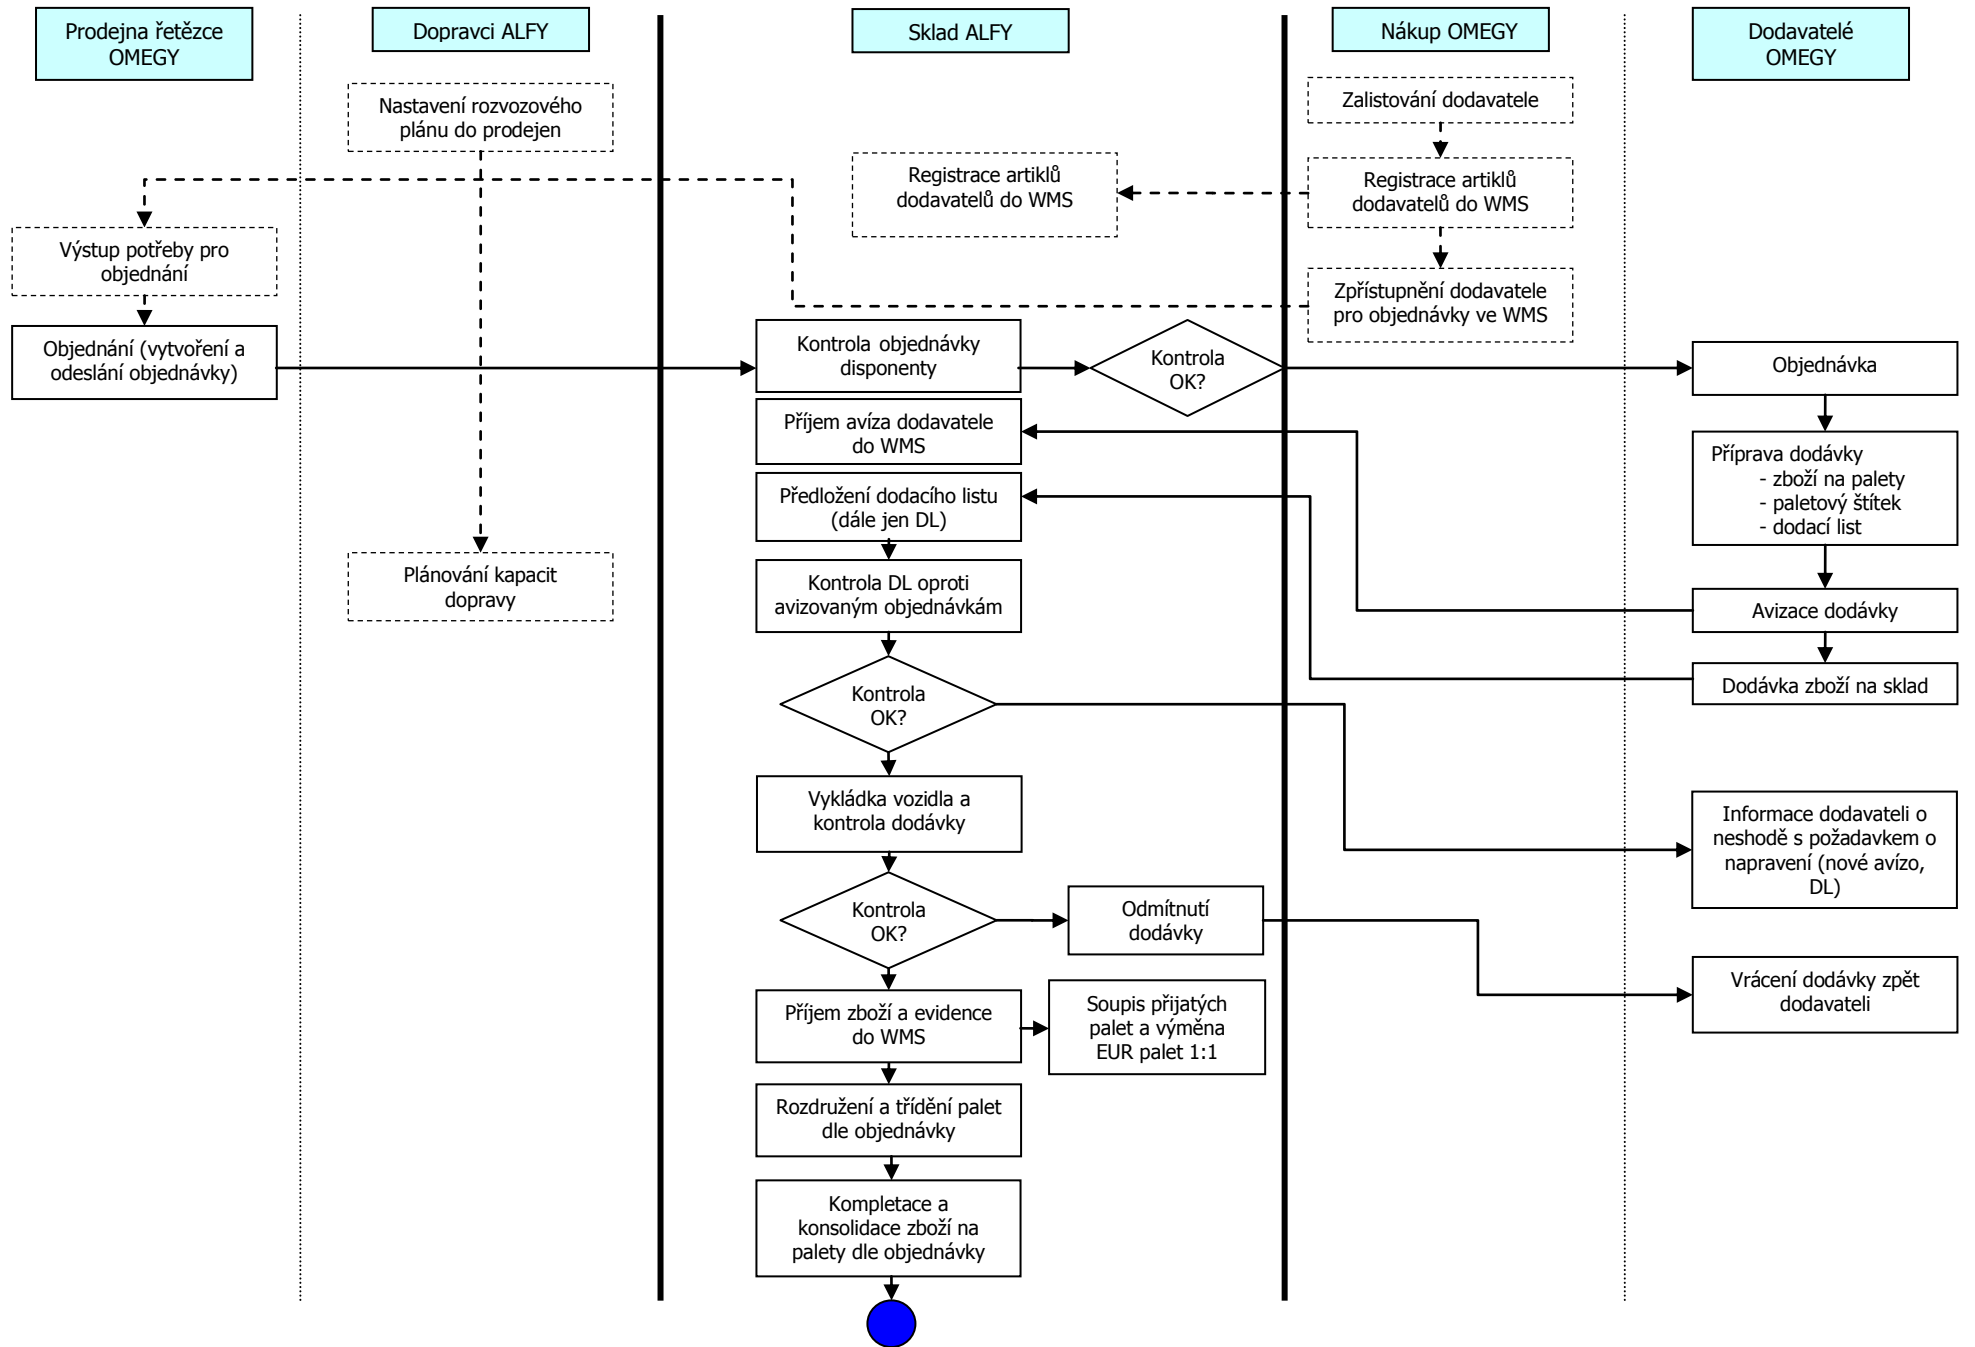 Prodejna řetězce
OMEGY
Dopravci ALFY
Sklad ALFY
Nákup OMEGY
Dodavatelé
OMEGY
Nastavení rozvozového
plánu do prodejen
Zalistování dodavatele
Registrace artiklů
dodavatelů do WMS
Registrace artiklů
dodavatelů do WMS
Výstup potřeby pro
objednání
Zpřístupnění dodavatele
pro objednávky ve WMS
Objednání (vytvoření a
odeslání objednávky)
Kontrola objednávky
disponenty
Kontrola
OK?
Objednávka
Příjem avíza dodavatele
do WMS
Příprava dodávky
- zboží na palety
- paletový štítek
- dodací list
Předložení dodacího listu
(dále jen DL)
Plánování kapacit
dopravy
Kontrola DL oproti
avizovaným objednávkám
Avizace dodávky
Kontrola
OK?
Dodávka zboží na sklad
Vykládka vozidla a
kontrola dodávky
Informace dodavateli o
neshodě s požadavkem o
napravení (nové avízo,
DL)
Kontrola
OK?
Odmítnutí
dodávky
Vrácení dodávky zpět
dodavateli
Příjem zboží a evidence
do WMS
Soupis přijatých
palet a výměna
EUR palet 1:1
Rozdružení a třídění palet
dle objednávky
Kompletace a
konsolidace zboží na
palety dle objednávky